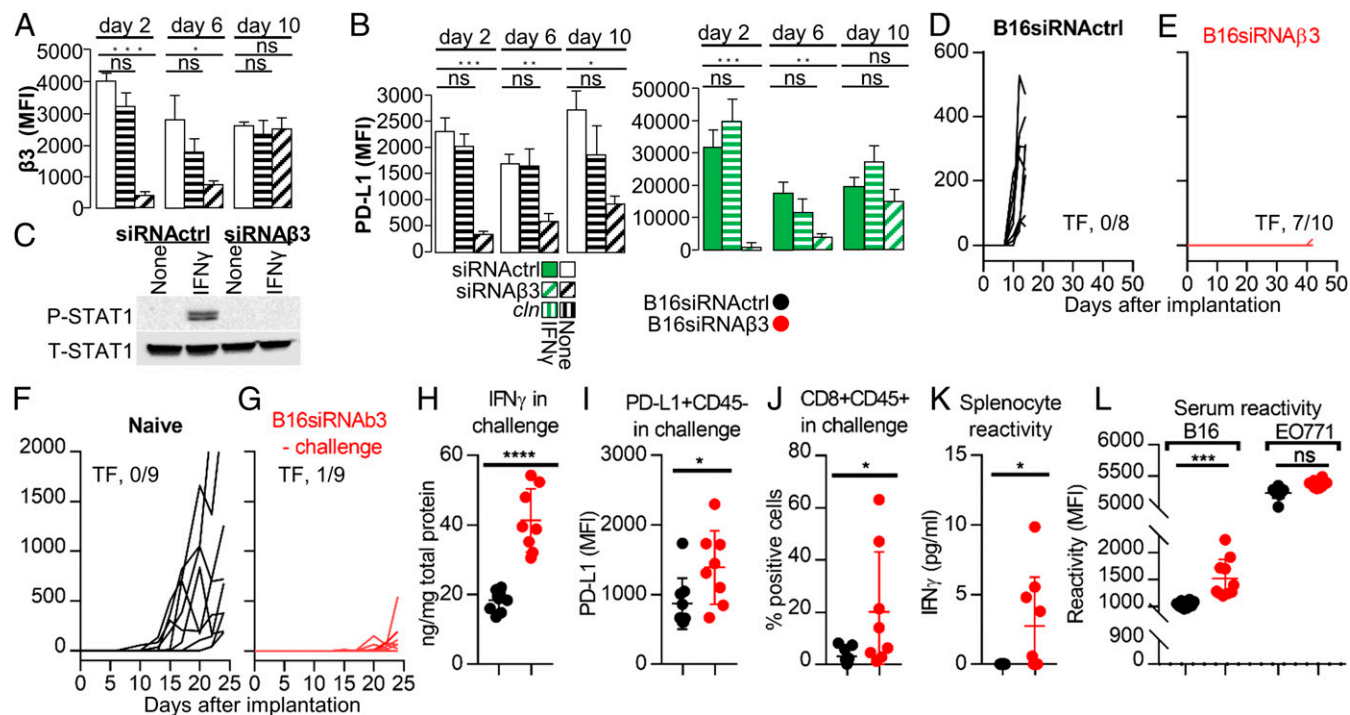 A
day 2 day 6 day 10
*** * ns
ns ns ns
β3 (MFI)
5000
4000
3000
2000
1000
0
B
day 2 day 6 day 10
*** ** *
ns ns ns
PD-L1 (MFI)
3000
2500
2000
1500
1000
500
0
day 2 day 6 day 10
*** ** ns
ns ns ns
50000
40000
30000
20000
10000
0
siRNActrl
siRNAβ3
cln
IFNγ
None
B16siRNActrl
B16siRNAβ3
C
siRNActrl siRNAβ3
None IFNγ None IFNγ
P-STAT1
T-STAT1
D
B16siRNActrl
600
400
200
0
TF, 0/8
0 10 20 30 40 50
E
B16siRNAβ3
TF, 7/10
0 10 20 30 40 50
Days after implantation
F
Naive
2000
1500
1000
500
0
TF, 0/9
0 5 10 15 20 25
G
B16siRNAb3
- challenge
TF, 1/9
0 5 10 15 20 25
Days after implantation
H
IFNγ in
challenge
****
ng/mg total protein
60
40
20
0
I
PD-L1+CD45-
in challenge
*
PD-L1 (MFI)
3000
2000
1000
0
J
CD8+CD45+
in challenge
*
% positive cells
80
60
40
20
0
K
Splenocyte
reactivity
*
IFNγ (pg/ml)
15
10
5
0
L
Serum reactivity
B16 EO771
*** ns
Reactivity (MFI)
6000
5500
5000
2000
1500
1000
900
0